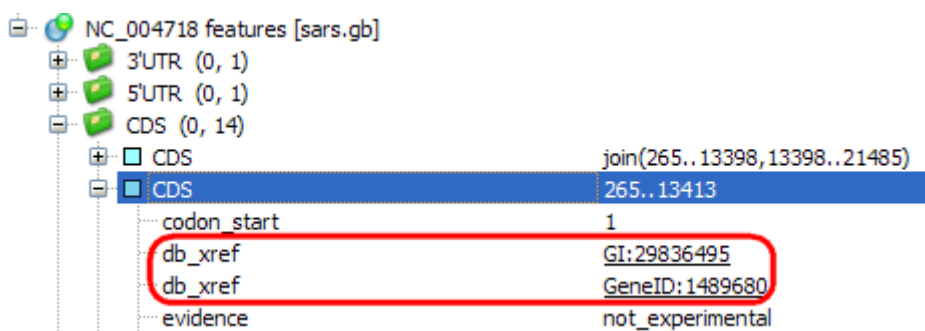 NC_004718 features [sars.gb]
3'UTR (0, 1)
5'UTR (0, 1)
CDS (0, 14)
CDS join(265..13398,13398..21485)
CDS 265..13413
codon_start 1
db_xref GI:29836495
db_xref GeneID:1489680
evidence not_experimental